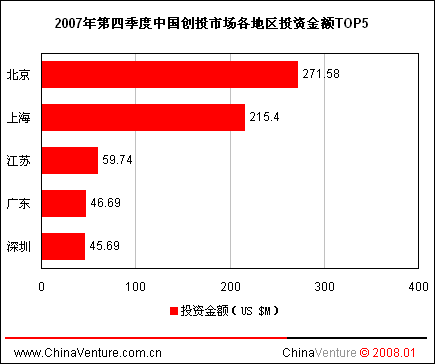 2007年第四季度中国创投市场各地区投资金额TOP5
北京 271.58
上海 215.4
江苏 59.74
广东 46.69
深圳 45.69
0 100 200 300 400
投资金额(US $M)
www.ChinaVenture.com.cn ChinaVenture © 2008.01